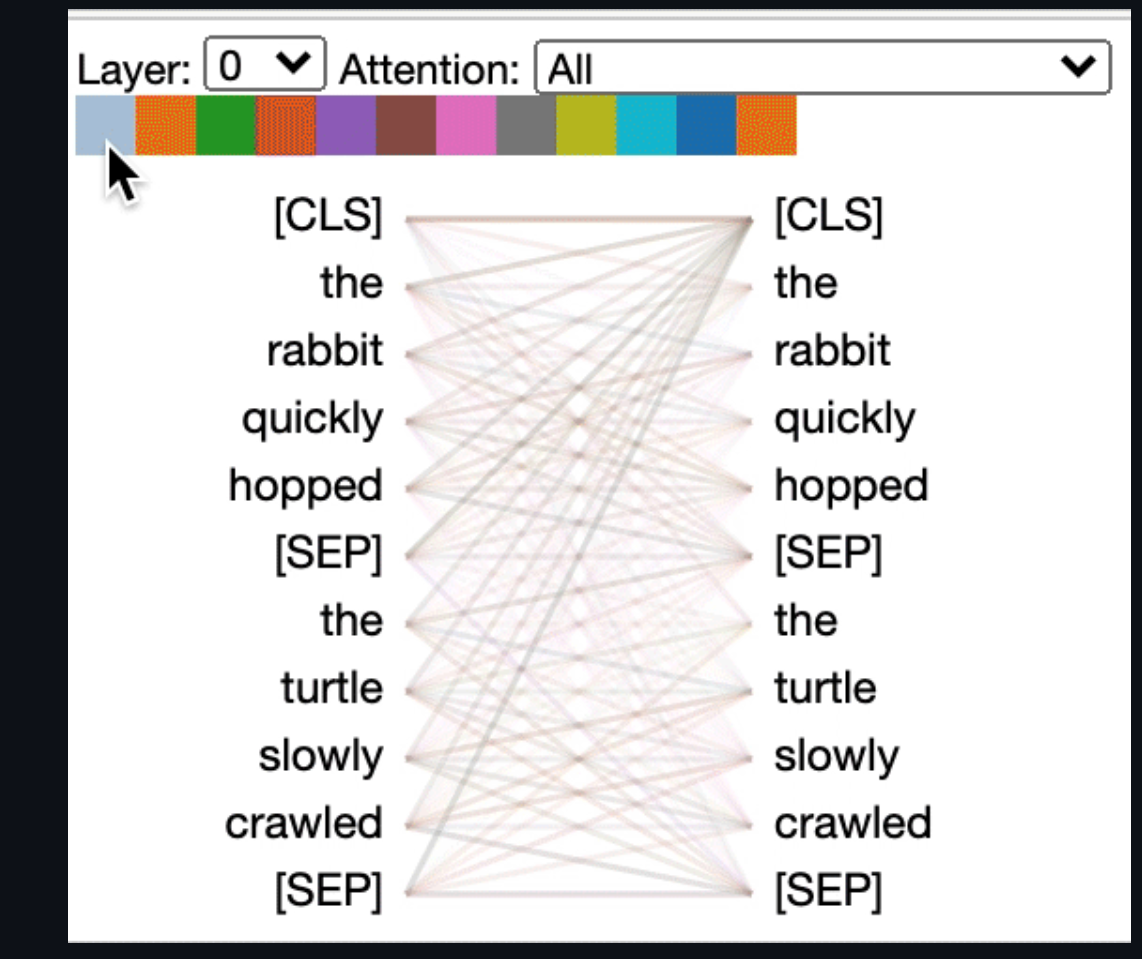 Layer: 0 Attention: All
[CLS] [CLS]
the the
rabbit rabbit
quickly quickly
hopped hopped
[SEP] [SEP]
the the
turtle turtle
slowly slowly
crawled crawled
[SEP] [SEP]